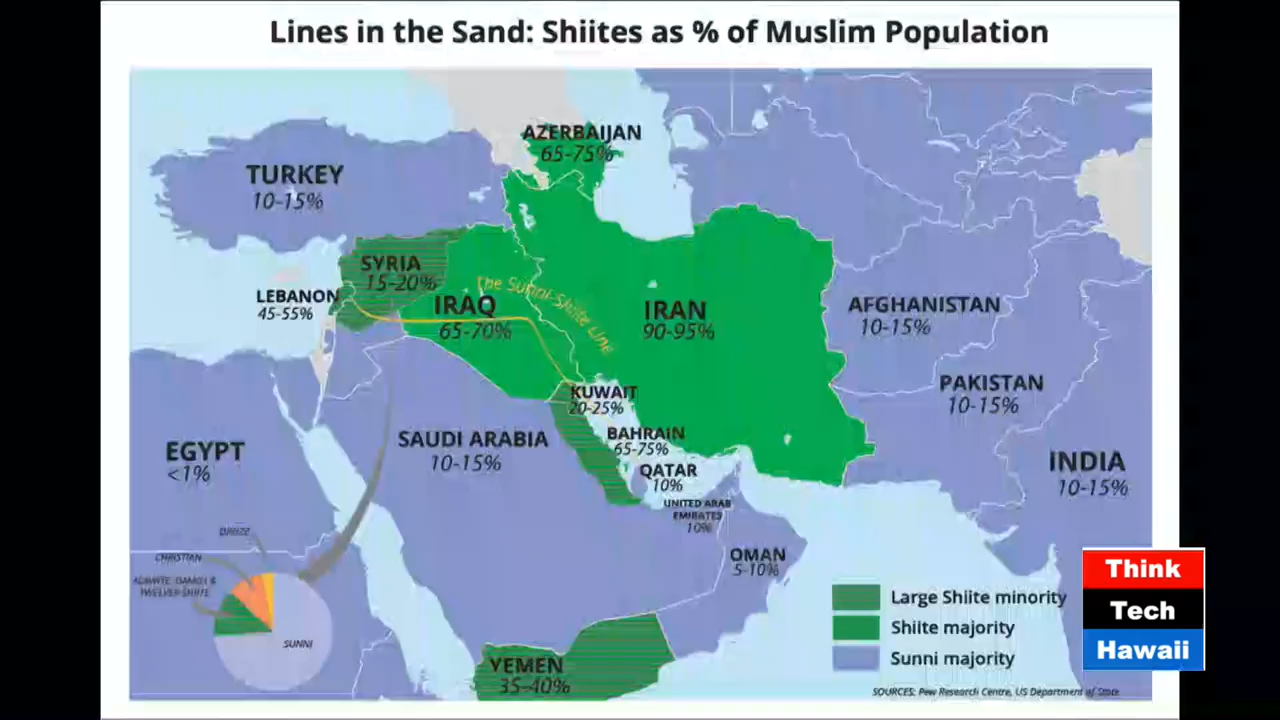 Lines in the Sand: Shiites as % of Muslim Population
AZERBAIJAN
65-75%
TURKEY
10-15%
SYRIA
15-20%
LEBANON
45-55%
The Sunni-Shiite Line
IRAQ
65-70%
IRAN
90-95%
AFGHANISTAN
10-15%
PAKISTAN
10-15%
KUWAIT
20-25%
BAHRAIN
65-75%
SAUDI ARABIA
10-15%
EGYPT
<1%
QATAR
10%
INDIA
10-15%
UNITED ARAB
EMIRATES
10%
OMAN
5-10%
DRUZE
CHRISTIAN
SUNNI
YEMEN
35-40%
Large Shiite minority
Shiite majority
Sunni majority
SOURCES: Pew Research Centre, US Department of State
Think
Tech
Hawaii